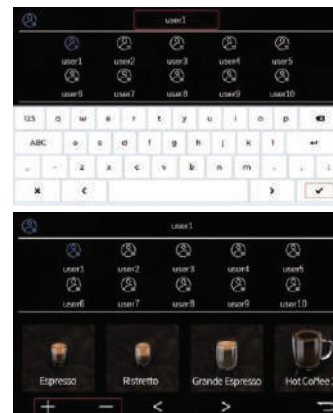 user1
user1 user2 user3 user4 user5
user6 user7 user8 user9 user10
123 q w e r t y u i o p
ABC a s d f g h j k l
_ - z x c v b n m . , :
user1
user1 user2 user3 user4 user5
user6 user7 user8 user9 user10
Espresso Ristretto Grande Espresso Hot Coffee
+ - < >